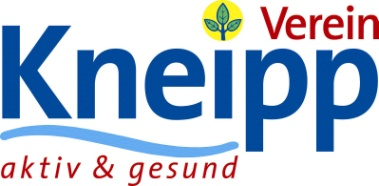 Verein
Kneipp
aktiv & gesund